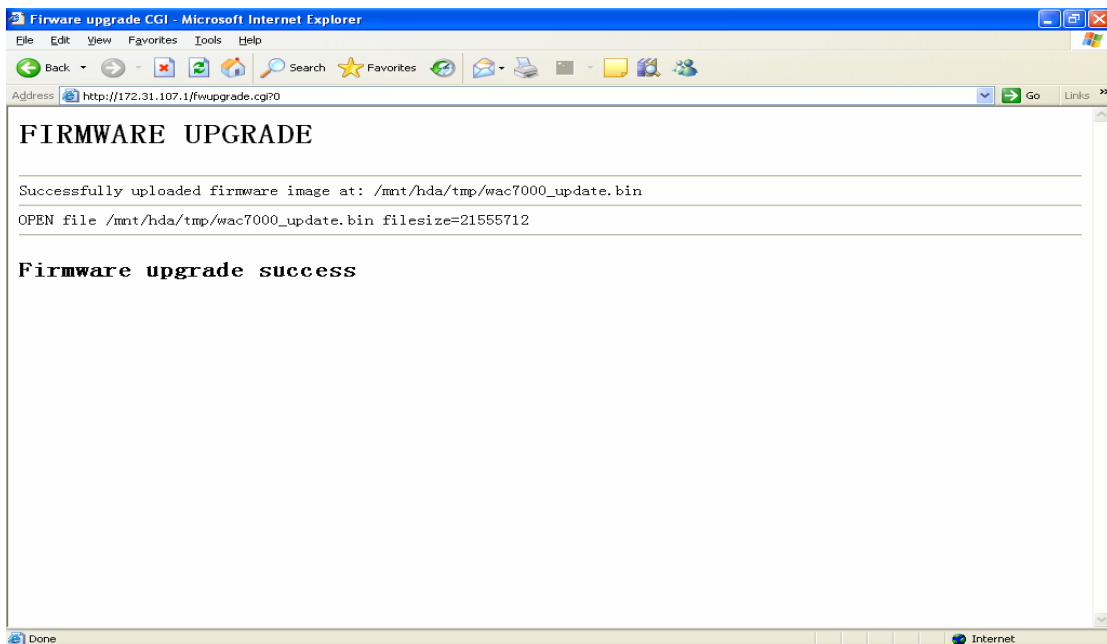 Firware upgrade CGI - Microsoft Internet Explorer
File Edit View Favorites Tools Help
Back Search Favorites
Address http://172.31.107.1/fwupgrade.cgi?0 Go Links »
FIRMWARE UPGRADE
Successfully uploaded firmware image at: /mnt/hda/tmp/wac7000_update.bin
OPEN file /mnt/hda/tmp/wac7000_update.bin filesize=21555712
Firmware upgrade success
Done Internet